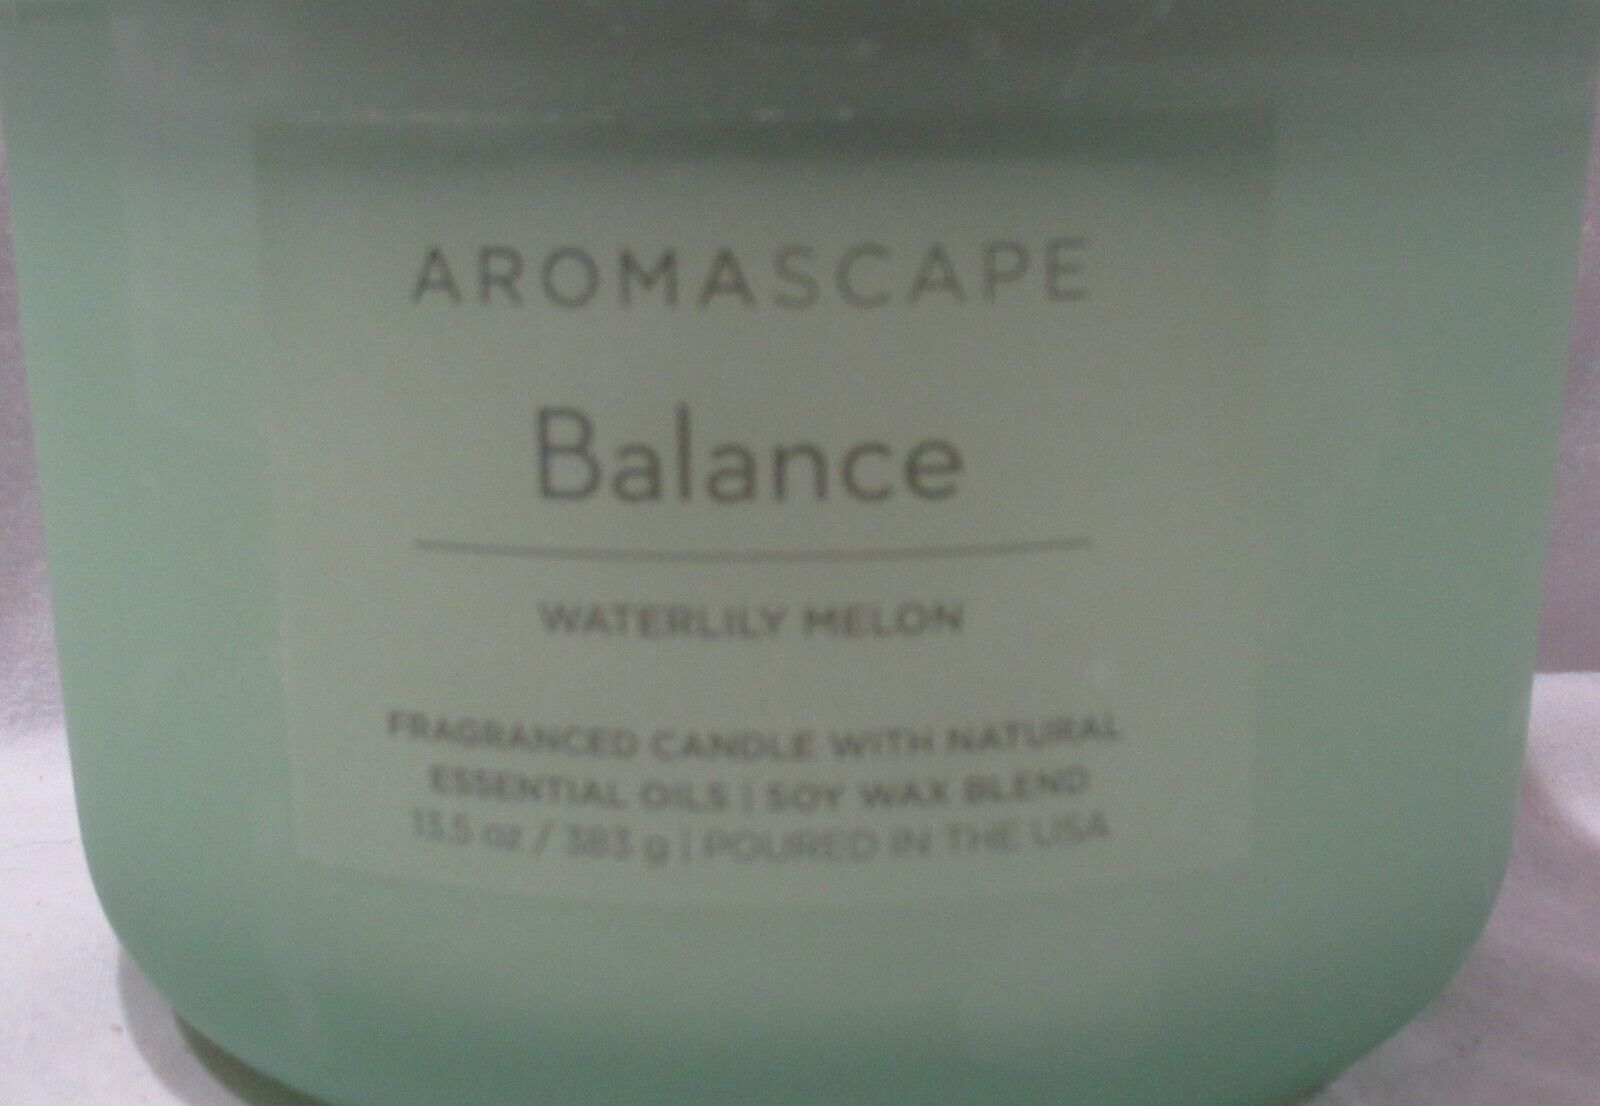 AROMASCAPE
Balance
WATERLILY MELON
FRAGRANCED CANDLE WITH NATURAL
ESSENTIAL OILS | SOY WAX BLEND
13.5 oz / 383 g | POURED IN THE USA